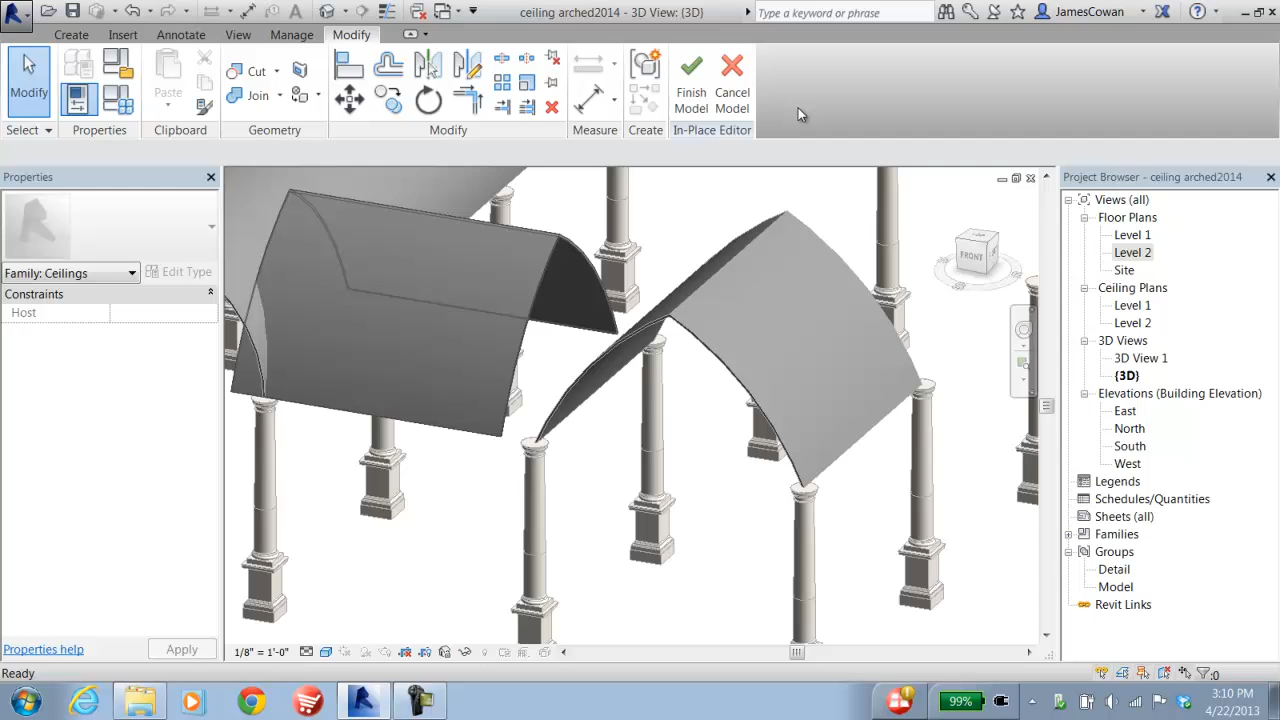 ceiling arched2014 - 3D View: {3D}
Type a keyword or phrase
JamesCowan
Create
Insert
Annotate
View
Manage
Modify
Modify
Paste
Cut
Join
Finish Model
Cancel Model
Select
Properties
Clipboard
Geometry
Modify
Measure
Create
In-Place Editor
Properties
Family: Ceilings
Edit Type
Constraints
Host
Properties help
Apply
FRONT
1/8" = 1'-0"
Project Browser - ceiling arched2014
Views (all)
Floor Plans
Level 1
Level 2
Site
Ceiling Plans
Level 1
Level 2
3D Views
3D View 1
{3D}
Elevations (Building Elevation)
East
North
South
West
Legends
Schedules/Quantities
Sheets (all)
Families
Groups
Detail
Model
Revit Links
Ready
:0
99%
3:10 PM
4/22/2013